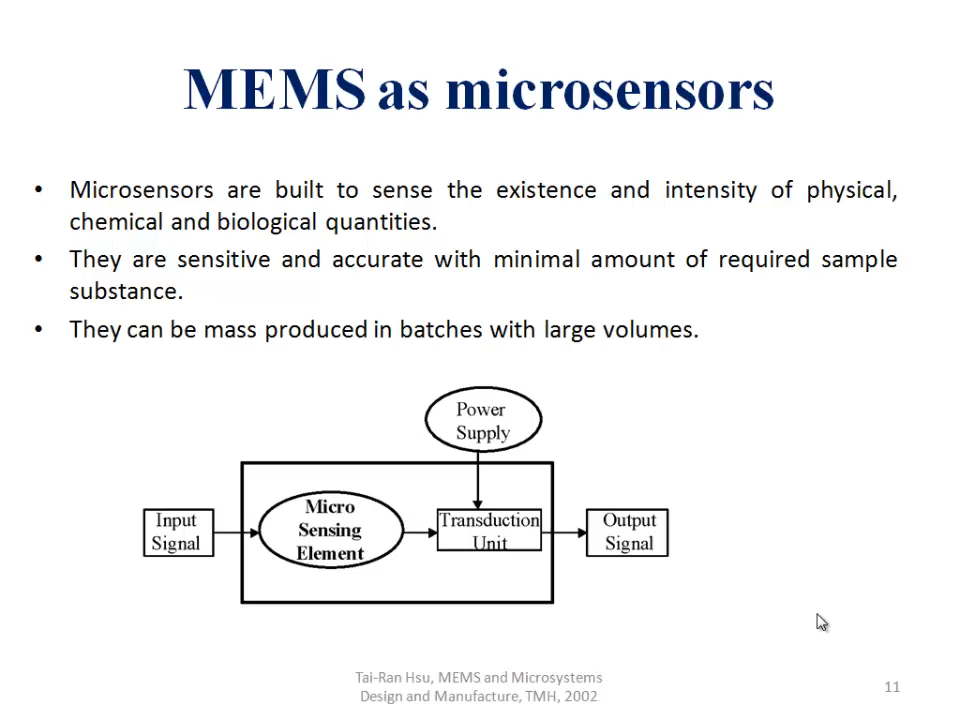 MEMS as microsensors
• Microsensors are built to sense the existence and intensity of physical,
chemical and biological quantities.
• They are sensitive and accurate with minimal amount of required sample
substance.
• They can be mass produced in batches with large volumes.
Power
Supply
Input
Signal
Micro
Sensing
Element
Transduction
Unit
Output
Signal
Tai-Ran Hsu, MEMS and Microsystems
Design and Manufacture, TMH, 2002
11